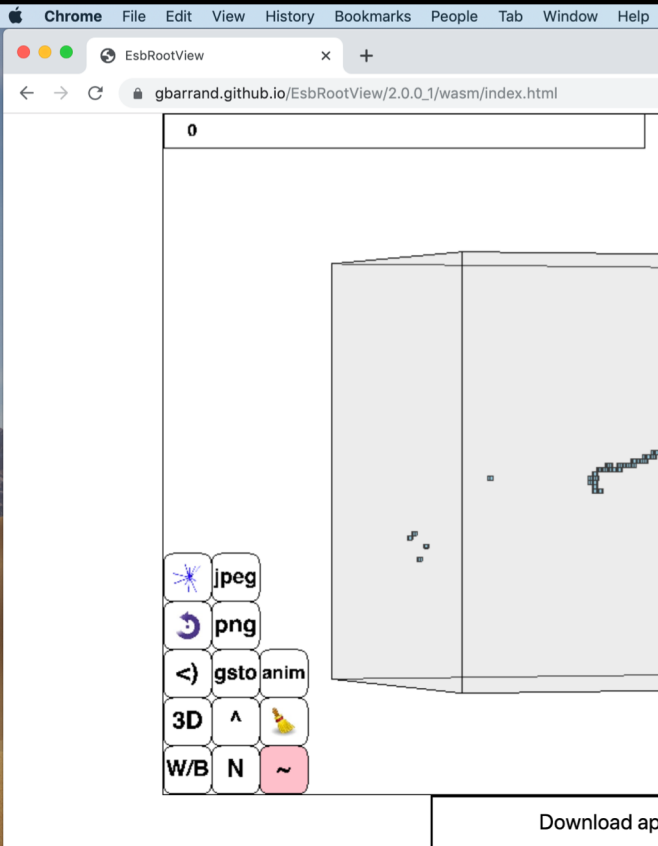 Chrome File Edit View History Bookmarks People Tab Window Help
EsbRootView
gbarrand.github.io/EsbRootView/2.0.0_1/wasm/index.html
0
jpeg
png
<) gsto anim
3D ^
W/B N ~
Download ap